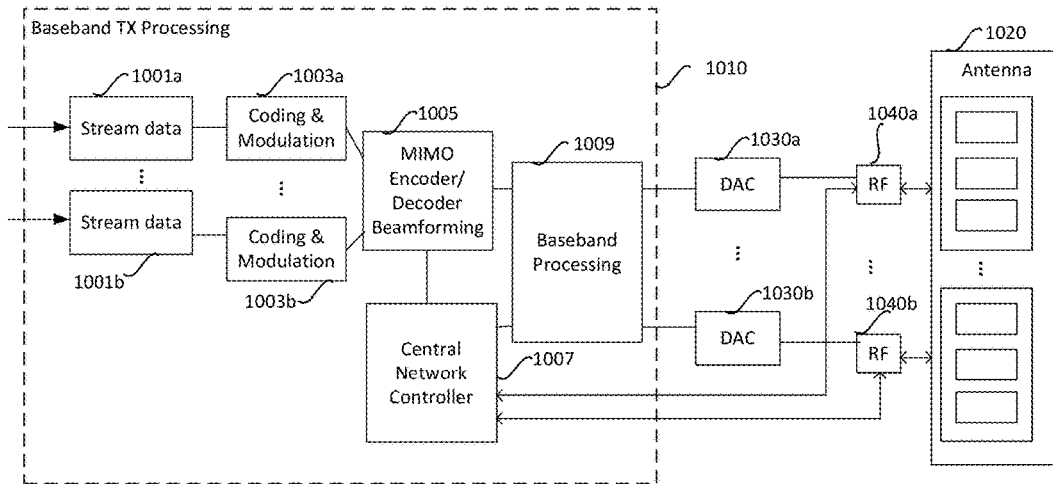 Baseband TX Processing
1001a
Stream data
...
Stream data
1001b
1003a
Coding &
Modulation
...
Coding &
Modulation
1003b
1005
MIMO
Encoder/
Decoder
Beamforming
1009
Baseband
Processing
Central
Network
Controller
1007
1010
1030a
DAC
...
1030b
DAC
1040a
RF
...
1040b
RF
1020
Antenna
...